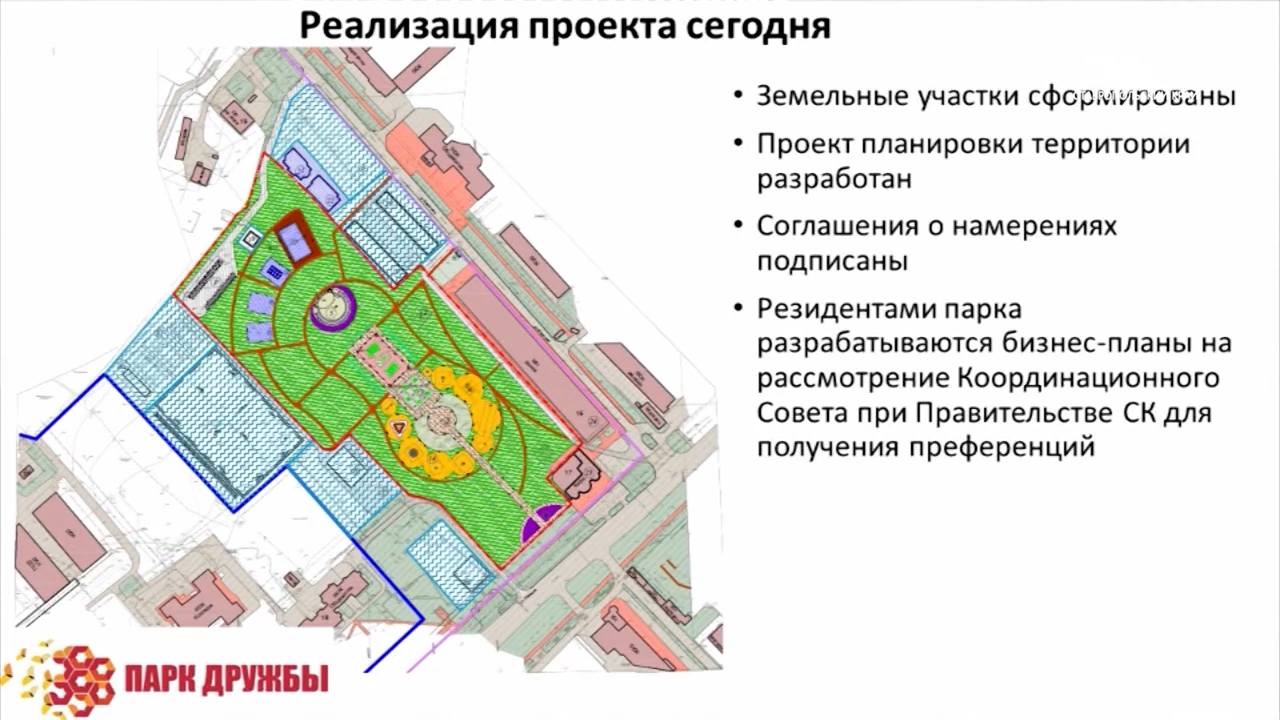 Реализация проекта сегодня
• Земельные участки сформированы
• Проект планировки территории
разработан
• Соглашения о намерениях
подписаны
• Резидентами парка
разрабатываются бизнес-планы на
рассмотрение Координационного
Совета при Правительстве СК для
получения преференций
ПАРК ДРУЖБЫ